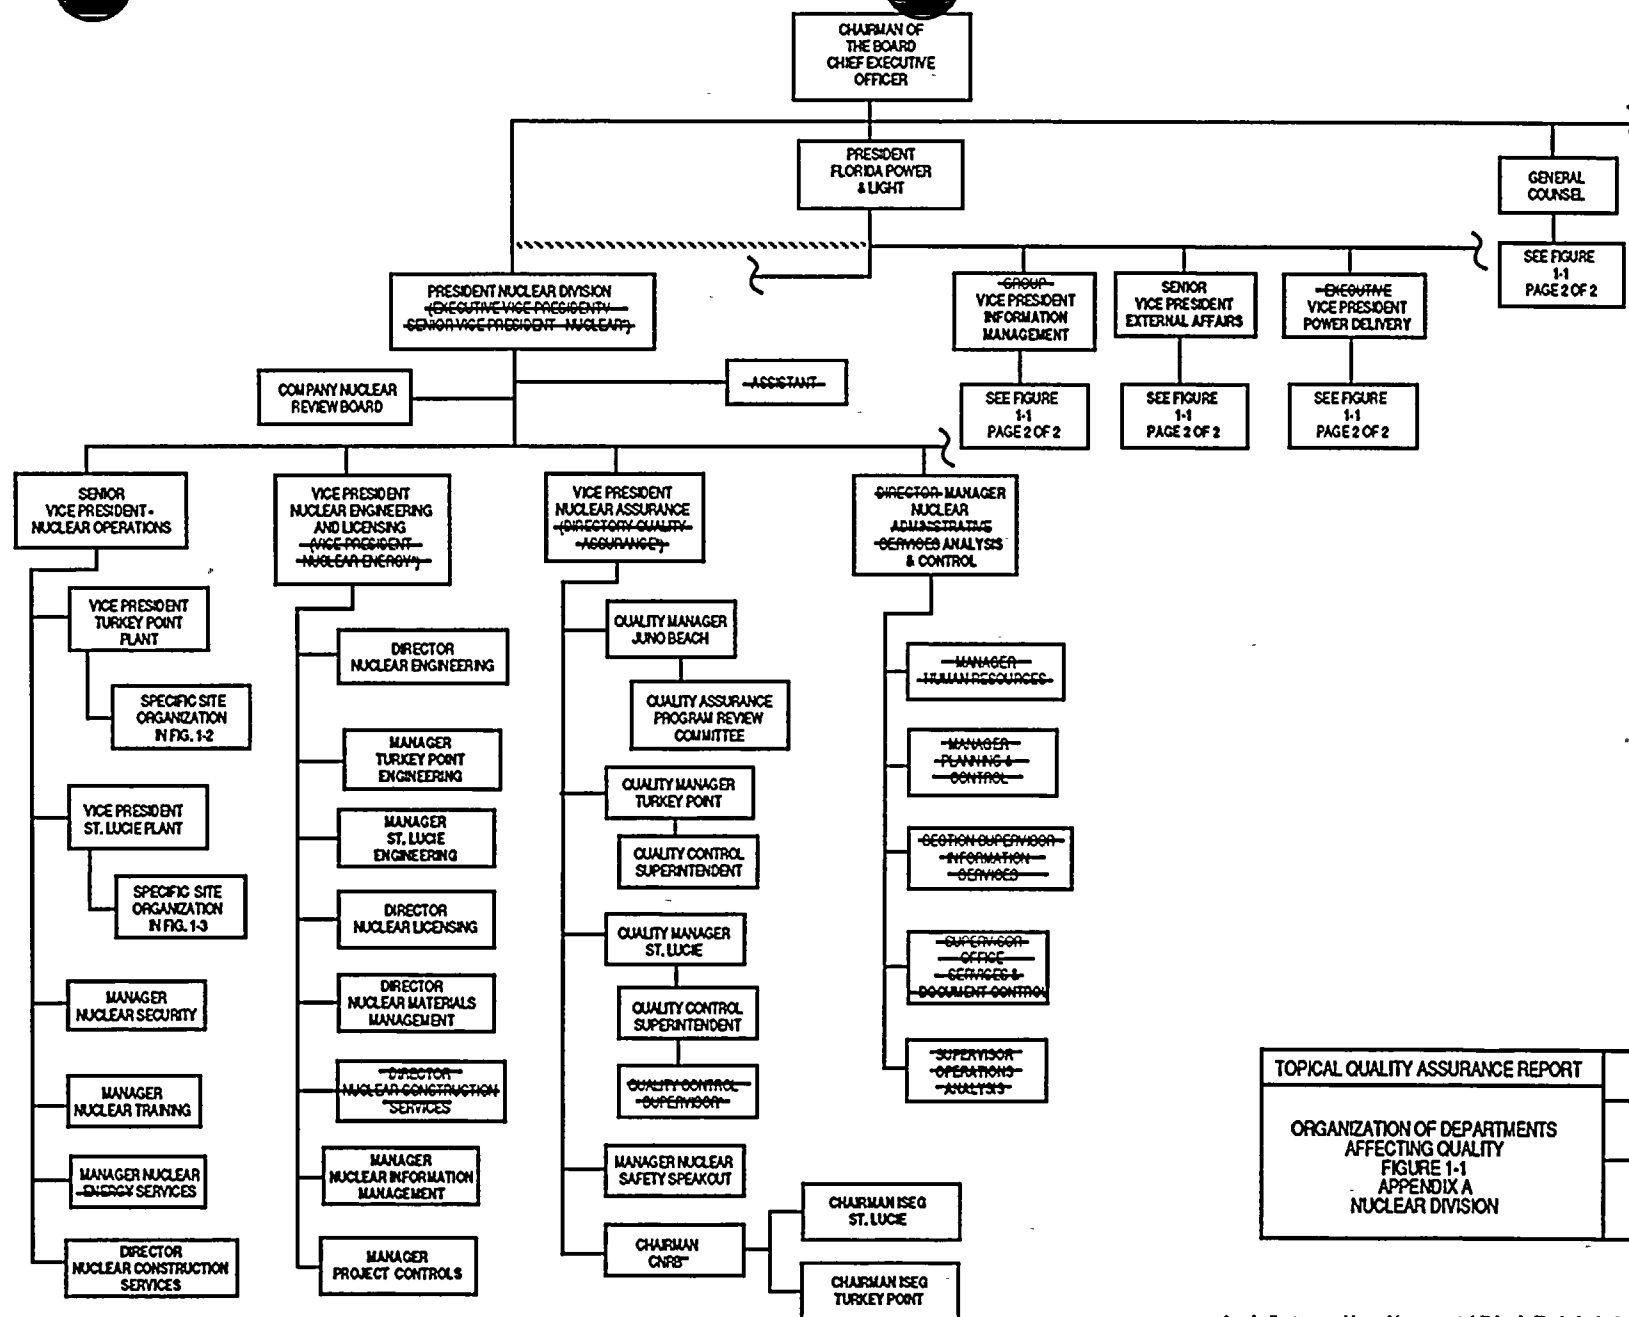 CHAIRMAN OF
THE BOARD
CHIEF EXECUTIVE
OFFICER
PRESIDENT
FLORIDA POWER
& LIGHT
GENERAL
COUNSEL
SEE FIGURE
1-1
PAGE 2 OF 2
PRESIDENT NUCLEAR DIVISION
(EXECUTIVE VICE PRESIDENTY
SENIOR VICE PRESIDENT - NUCLEAR*)
GROUP
VICE PRESIDENT
INFORMATION
MANAGEMENT
SENIOR
VICE PRESIDENT
EXTERNAL AFFAIRS
EXECUTIVE
VICE PRESIDENT
POWER DELIVERY
SEE FIGURE
1-1
PAGE 2 OF 2
SEE FIGURE
1-1
PAGE 2 OF 2
SEE FIGURE
1-1
PAGE 2 OF 2
COMPANY NUCLEAR
REVIEW BOARD
ASSISTANT
SENIOR
VICE PRESIDENT -
NUCLEAR OPERATIONS
VICE PRESIDENT
TURKEY POINT
PLANT
SPECIFIC SITE
ORGANIZATION
IN FIG. 1-2
VICE PRESIDENT
ST. LUCIE PLANT
SPECIFIC SITE
ORGANIZATION
IN FIG. 1-3
MANAGER
NUCLEAR SECURITY
MANAGER
NUCLEAR TRAINING
MANAGER NUCLEAR
ENERGY SERVICES
DIRECTOR
NUCLEAR CONSTRUCTION
SERVICES
VICE PRESIDENT
NUCLEAR ENGINEERING
AND LICENSING
(VICE PRESIDENT
NUCLEAR ENERGY*)
DIRECTOR
NUCLEAR ENGINEERING
MANAGER
TURKEY POINT
ENGINEERING
MANAGER
ST. LUCIE
ENGINEERING
DIRECTOR
NUCLEAR LICENSING
DIRECTOR
NUCLEAR MATERIALS
MANAGEMENT
DIRECTOR
NUCLEAR CONSTRUCTION
SERVICES
MANAGER
NUCLEAR INFORMATION
MANAGEMENT
MANAGER
PROJECT CONTROLS
VICE PRESIDENT
NUCLEAR ASSURANCE
(DIRECTORY QUALITY
ASSURANCE*)
QUALITY MANAGER
JUNO BEACH
QUALITY ASSURANCE
PROGRAM REVIEW
COMMITTEE
QUALITY MANAGER
TURKEY POINT
QUALITY CONTROL
SUPERINTENDENT
QUALITY MANAGER
ST. LUCIE
QUALITY CONTROL
SUPERINTENDENT
QUALITY CONTROL
SUPERVISOR*
MANAGER NUCLEAR
SAFETY SPEAKOUT
CHAIRMAN
CNRB**
CHAIRMAN ISEG
ST. LUCIE
CHAIRMAN ISEG
TURKEY POINT
DIRECTOR MANAGER
NUCLEAR
ADMINISTRATIVE
SERVICES ANALYSIS
& CONTROL
MANAGER
HUMAN RESOURCES
MANAGER
PLANNING &
CONTROL
SECTION SUPERVISOR
INFORMATION
SERVICES
SUPERVISOR
OFFICE
SERVICES &
DOCUMENT CONTROL
SUPERVISOR
OPERATIONS
ANALYSIS
TOPICAL QUALITY ASSURANCE REPORT
ORGANIZATION OF DEPARTMENTS
AFFECTING QUALITY
FIGURE 1-1
APPENDIX A
NUCLEAR DIVISION